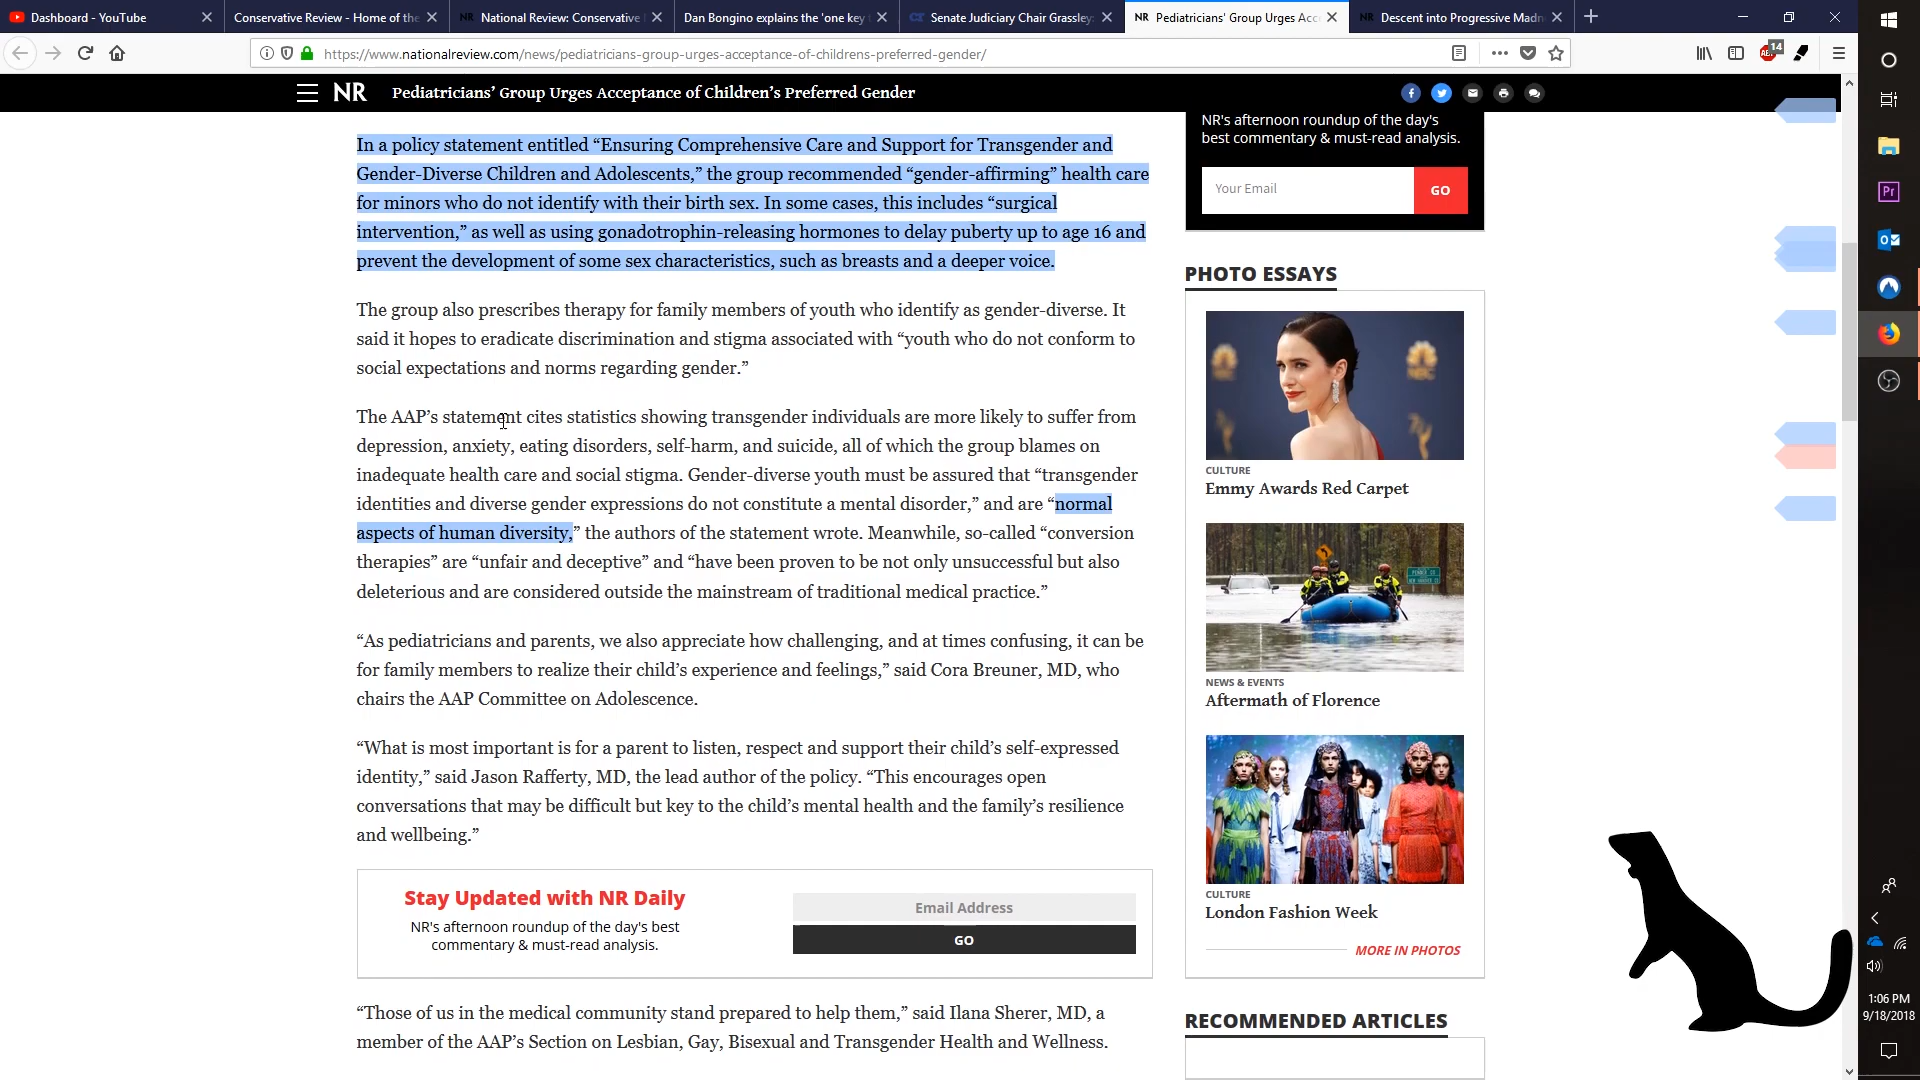 Dashboard - YouTube
Conservative Review - Home of the
NR National Review: Conservative
Dan Bongino explains the 'one key
Senate Judiciary Chair Grassley:
NR Pediatricians' Group Urges Acc
NR Descent into Progressive Madn
https://www.nationalreview.com/news/pediatricians-group-urges-acceptance-of-childrens-preferred-gender/
14
NR Pediatricians’ Group Urges Acceptance of Children’s Preferred Gender
In a policy statement entitled “Ensuring Comprehensive Care and Support for Transgender and
Gender-Diverse Children and Adolescents,” the group recommended “gender-affirming” health care
for minors who do not identify with their birth sex. In some cases, this includes “surgical
intervention,” as well as using gonadotrophin-releasing hormones to delay puberty up to age 16 and
prevent the development of some sex characteristics, such as breasts and a deeper voice.
The group also prescribes therapy for family members of youth who identify as gender-diverse. It
said it hopes to eradicate discrimination and stigma associated with “youth who do not conform to
social expectations and norms regarding gender.”
The AAP’s statement cites statistics showing transgender individuals are more likely to suffer from
depression, anxiety, eating disorders, self-harm, and suicide, all of which the group blames on
inadequate health care and social stigma. Gender-diverse youth must be assured that “transgender
identities and diverse gender expressions do not constitute a mental disorder,” and are “normal
aspects of human diversity,” the authors of the statement wrote. Meanwhile, so-called “conversion
therapies” are “unfair and deceptive” and “have been proven to be not only unsuccessful but also
deleterious and are considered outside the mainstream of traditional medical practice.”
“As pediatricians and parents, we also appreciate how challenging, and at times confusing, it can be
for family members to realize their child’s experience and feelings,” said Cora Breuner, MD, who
chairs the AAP Committee on Adolescence.
“What is most important is for a parent to listen, respect and support their child’s self-expressed
identity,” said Jason Rafferty, MD, the lead author of the policy. “This encourages open
conversations that may be difficult but key to the child’s mental health and the family’s resilience
and wellbeing.”
Stay Updated with NR Daily
NR's afternoon roundup of the day's best
commentary & must-read analysis.
Email Address
GO
“Those of us in the medical community stand prepared to help them,” said Ilana Sherer, MD, a
member of the AAP’s Section on Lesbian, Gay, Bisexual and Transgender Health and Wellness.
NR's afternoon roundup of the day's
best commentary & must-read analysis.
Your Email
GO
PHOTO ESSAYS
NBC
NBC
CULTURE
Emmy Awards Red Carpet
NEWS & EVENTS
Aftermath of Florence
CULTURE
London Fashion Week
MORE IN PHOTOS
RECOMMENDED ARTICLES
Pr
1:06 PM
9/18/2018